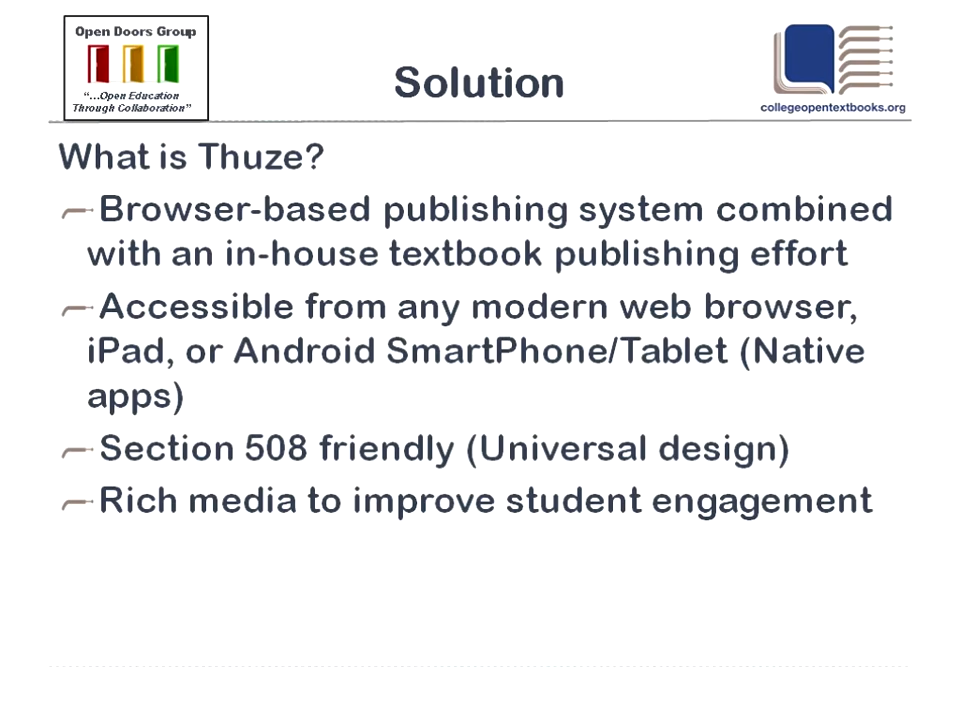 Open Doors Group
"...Open Education
Through Collaboration"
Solution
collegeopentextbooks.org
What is Thuze?
Browser-based publishing system combined
with an in-house textbook publishing effort
Accessible from any modern web browser,
iPad, or Android SmartPhone/Tablet (Native
apps)
Section 508 friendly (Universal design)
Rich media to improve student engagement